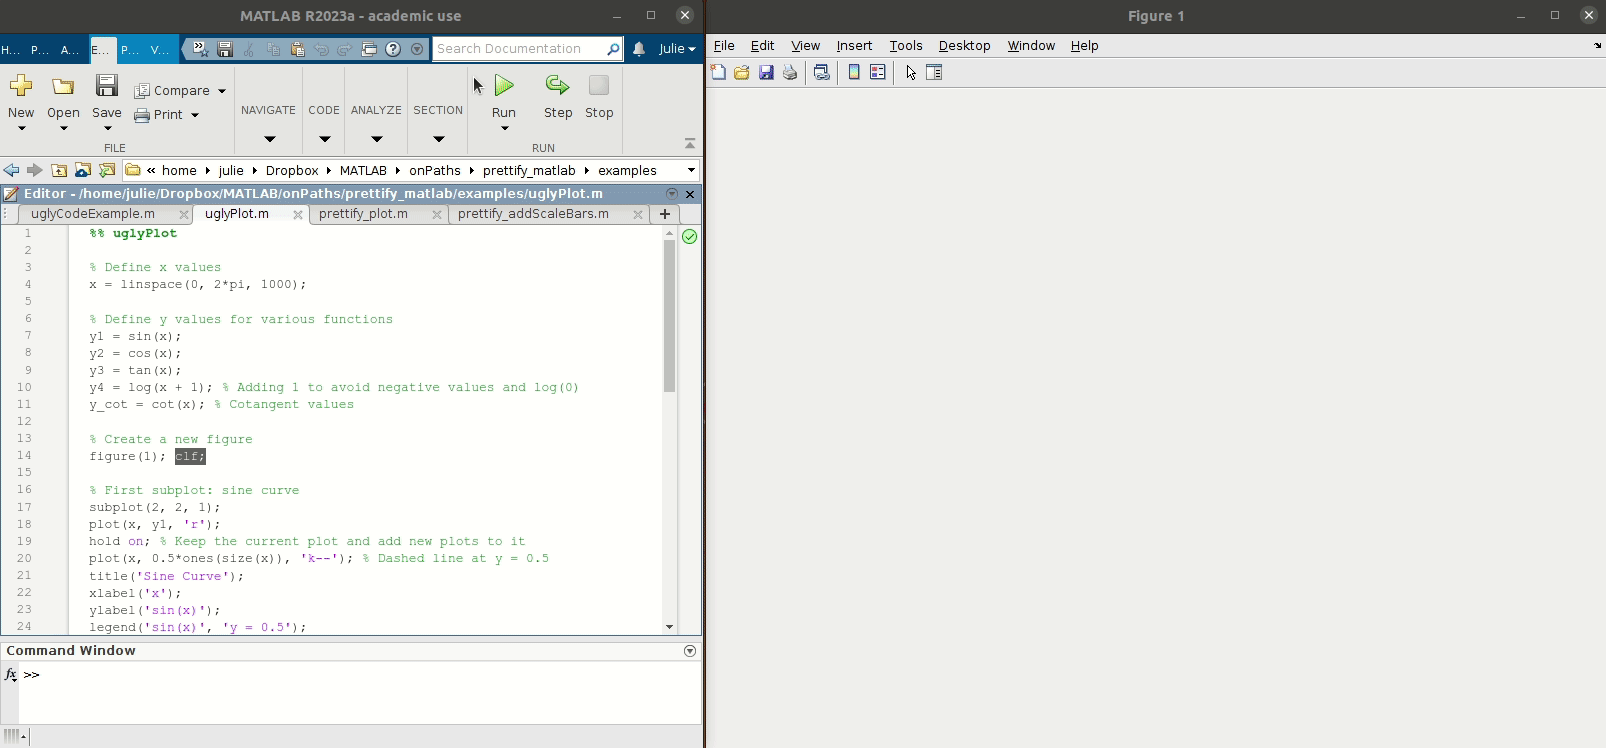 MATLAB R2023a - academic use
H... P... A... E... P... V...
Search Documentation
Julie
New
Open
Save
Compare
Print
FILE
NAVIGATE
CODE
ANALYZE
SECTION
Run
Step
Stop
RUN
« home julie Dropbox MATLAB onPaths prettify_matlab examples
Editor - /home/julie/Dropbox/MATLAB/onPaths/prettify_matlab/examples/uglyPlot.m
uglyCodeExample.m uglyPlot.m prettify_plot.m prettify_addScaleBars.m +
1 %% uglyPlot
2
3 % Define x values
4 x = linspace(0, 2*pi, 1000);
5
6 % Define y values for various functions
7 y1 = sin(x);
8 y2 = cos(x);
9 y3 = tan(x);
10 y4 = log(x + 1); % Adding 1 to avoid negative values and log(0)
11 y_cot = cot(x); % Cotangent values
12
13 % Create a new figure
14 figure(1); clf;
15
16 % First subplot: sine curve
17 subplot(2, 2, 1);
18 plot(x, y1, 'r');
19 hold on; % Keep the current plot and add new plots to it
20 plot(x, 0.5*ones(size(x)), 'k--'); % Dashed line at y = 0.5
21 title('Sine Curve');
22 xlabel('x');
23 ylabel('sin(x)');
24 legend('sin(x)', 'y = 0.5');
Command Window
fx >>
Figure 1
File Edit View Insert Tools Desktop Window Help